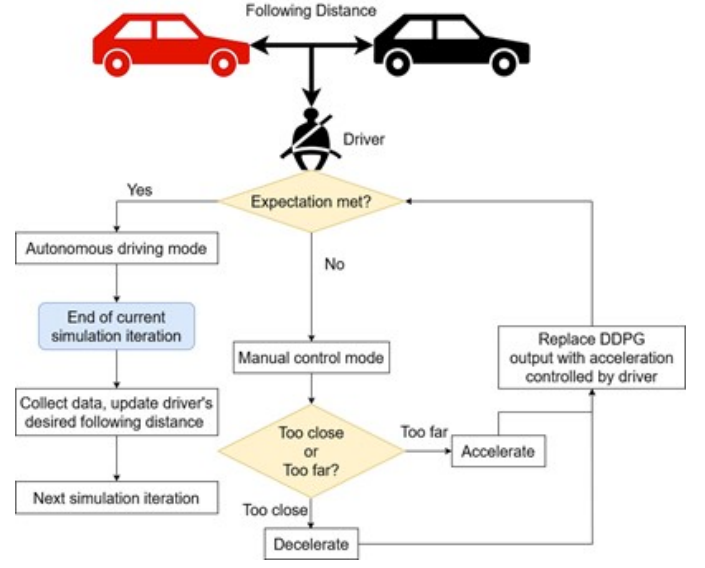 Following Distance
Driver
Expectation met?
Yes
No
Autonomous driving mode
End of current
simulation iteration
Collect data, update driver's
desired following distance
Next simulation iteration
Manual control mode
Too close
or
Too far?
Too far
Accelerate
Too close
Decelerate
Replace DDPG
output with acceleration
controlled by driver